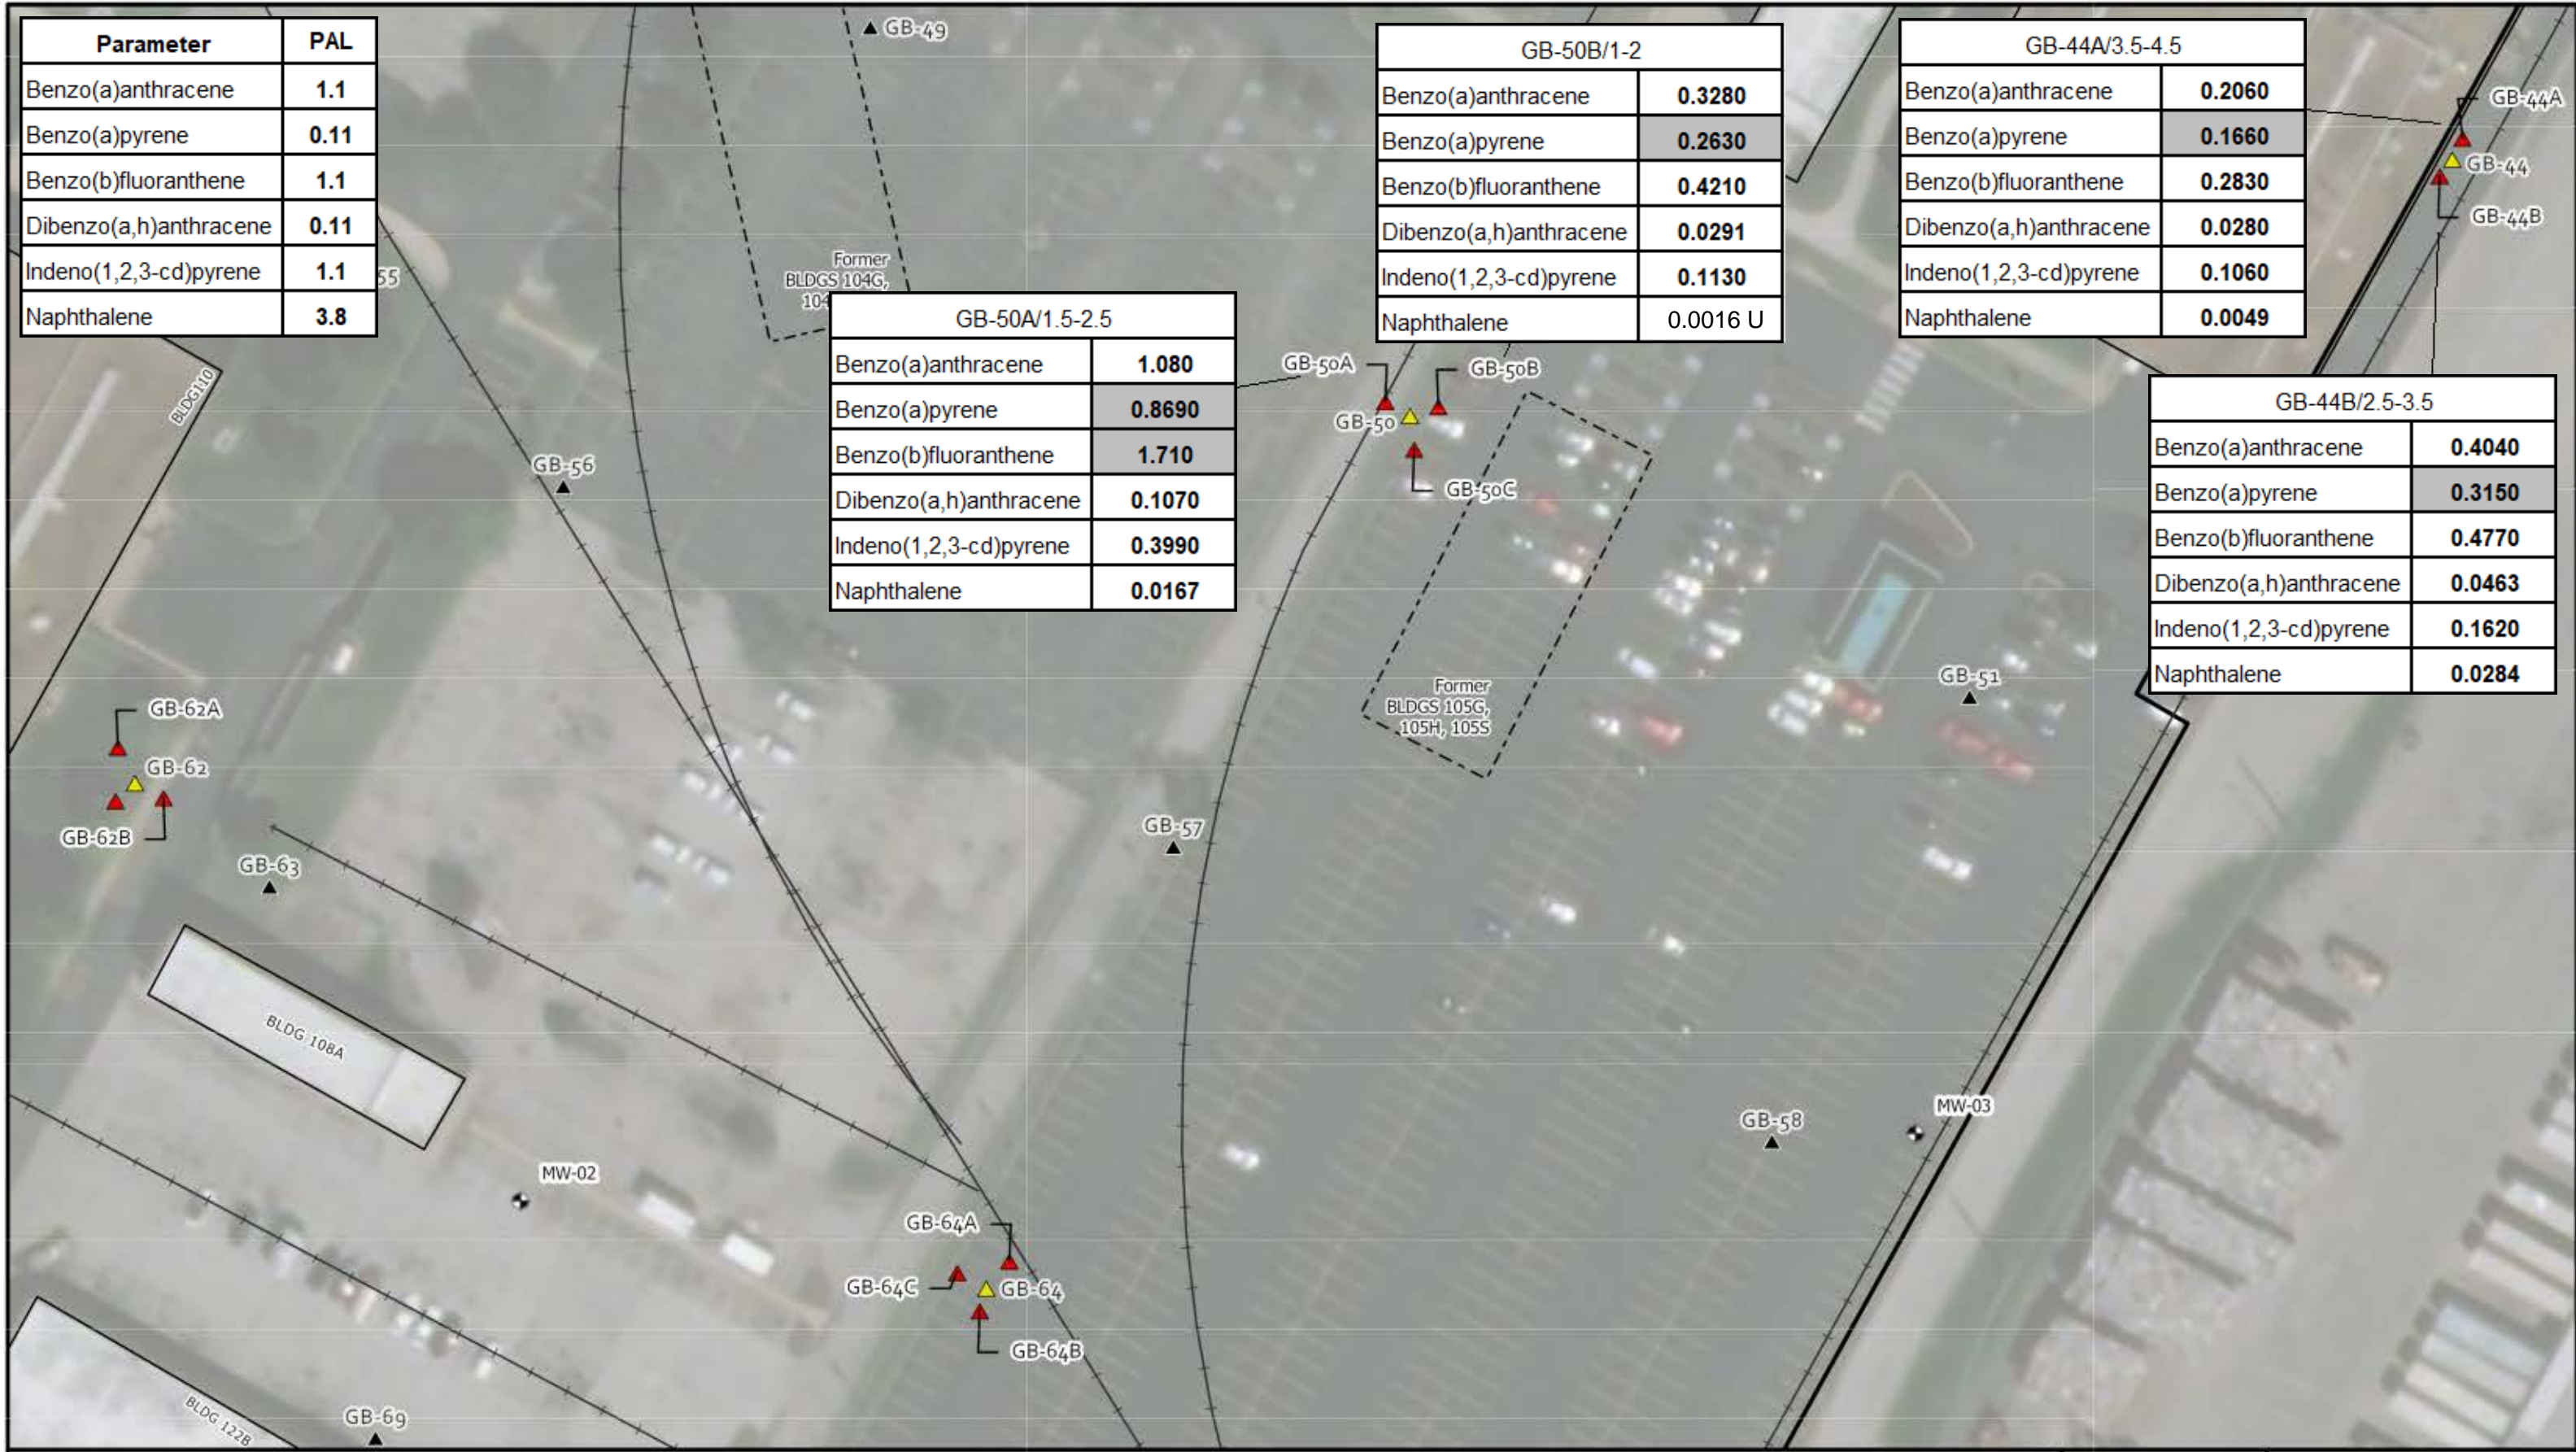 Parameter PAL
Benzo(a)anthracene 1.1
Benzo(a)pyrene 0.11
Benzo(b)fluoranthene 1.1
Dibenzo(a,h)anthracene 0.11
Indeno(1,2,3-cd)pyrene 1.1
Naphthalene 3.8
55
GB-49
Former
BLDGS 104G,
104
GB-50A/1.5-2.5
Benzo(a)anthracene 1.080
Benzo(a)pyrene 0.8690
Benzo(b)fluoranthene 1.710
Dibenzo(a,h)anthracene 0.1070
Indeno(1,2,3-cd)pyrene 0.3990
Naphthalene 0.0167
GB-50B/1-2
Benzo(a)anthracene 0.3280
Benzo(a)pyrene 0.2630
Benzo(b)fluoranthene 0.4210
Dibenzo(a,h)anthracene 0.0291
Indeno(1,2,3-cd)pyrene 0.1130
Naphthalene 0.0016 U
GB-44A/3.5-4.5
Benzo(a)anthracene 0.2060
Benzo(a)pyrene 0.1660
Benzo(b)fluoranthene 0.2830
Dibenzo(a,h)anthracene 0.0280
Indeno(1,2,3-cd)pyrene 0.1060
Naphthalene 0.0049
GB-44A
GB-44
GB-44B
GB-44B/2.5-3.5
Benzo(a)anthracene 0.4040
Benzo(a)pyrene 0.3150
Benzo(b)fluoranthene 0.4770
Dibenzo(a,h)anthracene 0.0463
Indeno(1,2,3-cd)pyrene 0.1620
Naphthalene 0.0284
GB-50A
GB-50B
GB-50
GB-50C
BLDG110
GB-56
Former
BLDGS 105G,
105H, 105S
GB-51
GB-62A
GB-62
GB-62B
GB-63
GB-57
BLDG 108A
MW-02
GB-58
MW-03
GB-64A
GB-64C
GB-64
GB-64B
BLDG 122B
GB-69